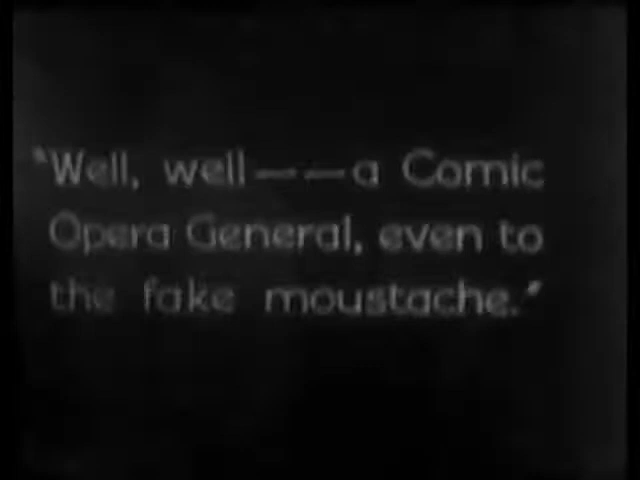 "Well, well — — a Comic
Opera General, even to
the fake moustache."